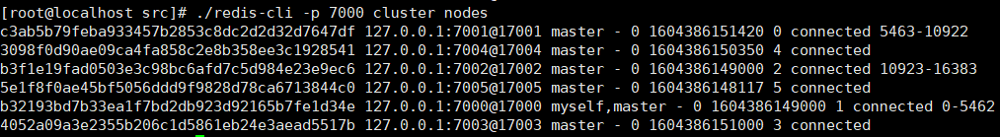 [root@localhost src]# ./redis-cli -p 7000 cluster nodes
c3ab5b79feba933457b2853c8dc2d2d32d7647df 127.0.0.1:7001@17001 master - 0 1604386151420 0 connected 5463-10922
3098f0d90ae09ca4fa858c2e8b358ee3c1928541 127.0.0.1:7004@17004 master - 0 1604386150350 4 connected
b3f1e19fad0503e3c98bc6afd7c5d984e23e9ec6 127.0.0.1:7002@17002 master - 0 1604386149000 2 connected 10923-16383
5e1f8f0ae45bf5056ddd9f9828d78ca6713844c0 127.0.0.1:7005@17005 master - 0 1604386148117 5 connected
b32193bd7b33ea1f7bd2db923d92165b7fe1d34e 127.0.0.1:7000@17000 myself,master - 0 1604386149000 1 connected 0-5462
4052a09a3e2355b206c1d5861eb24e3aead5517b 127.0.0.1:7003@17003 master - 0 1604386151000 3 connected